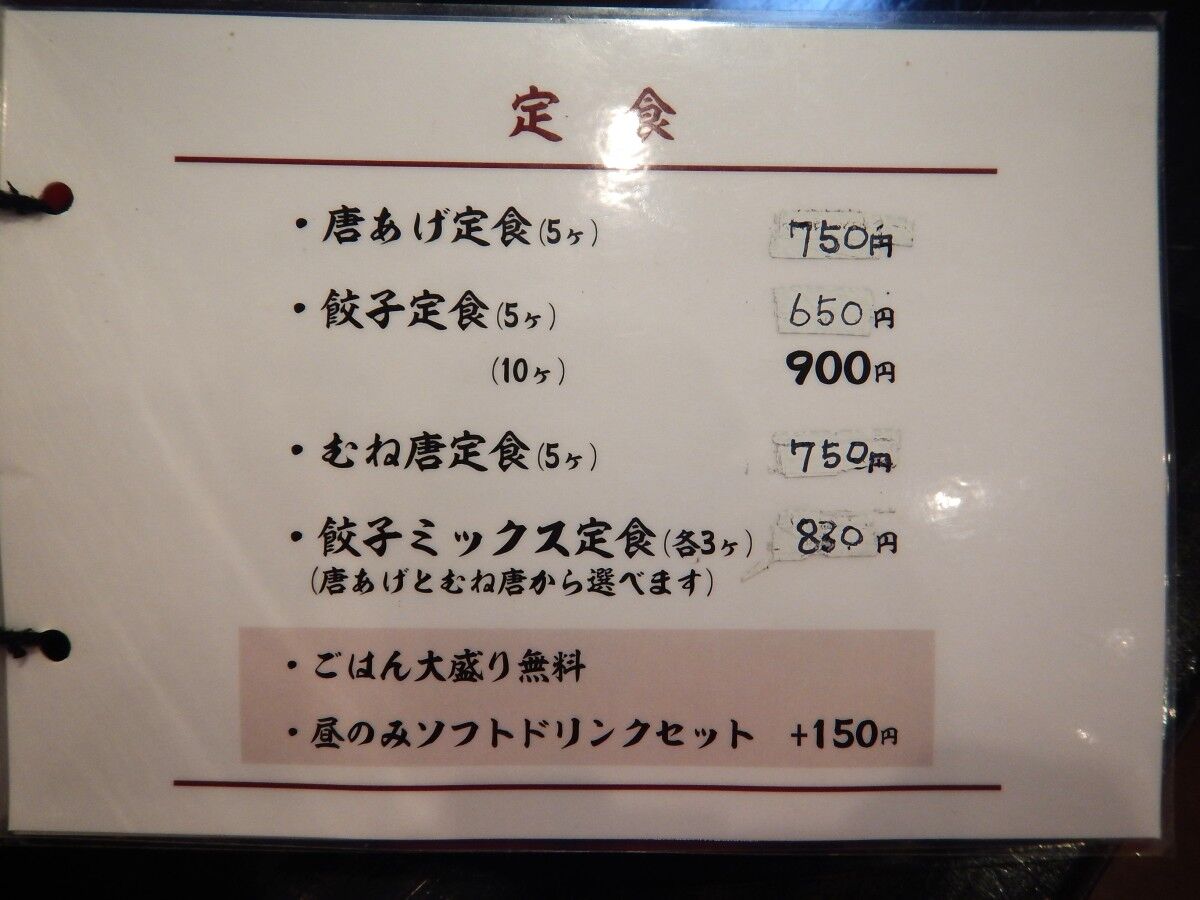 定食
・唐あげ定食(5ヶ) 750円
・餃子定食(5ヶ) 650円
(10ヶ) 900円
・むね唐定食(5ヶ) 750円
・餃子ミックス定食(各3ヶ) 830円
(唐あげとむね唐から選べます)
・ごはん大盛り無料
・昼のみソフトドリンクセット +150円